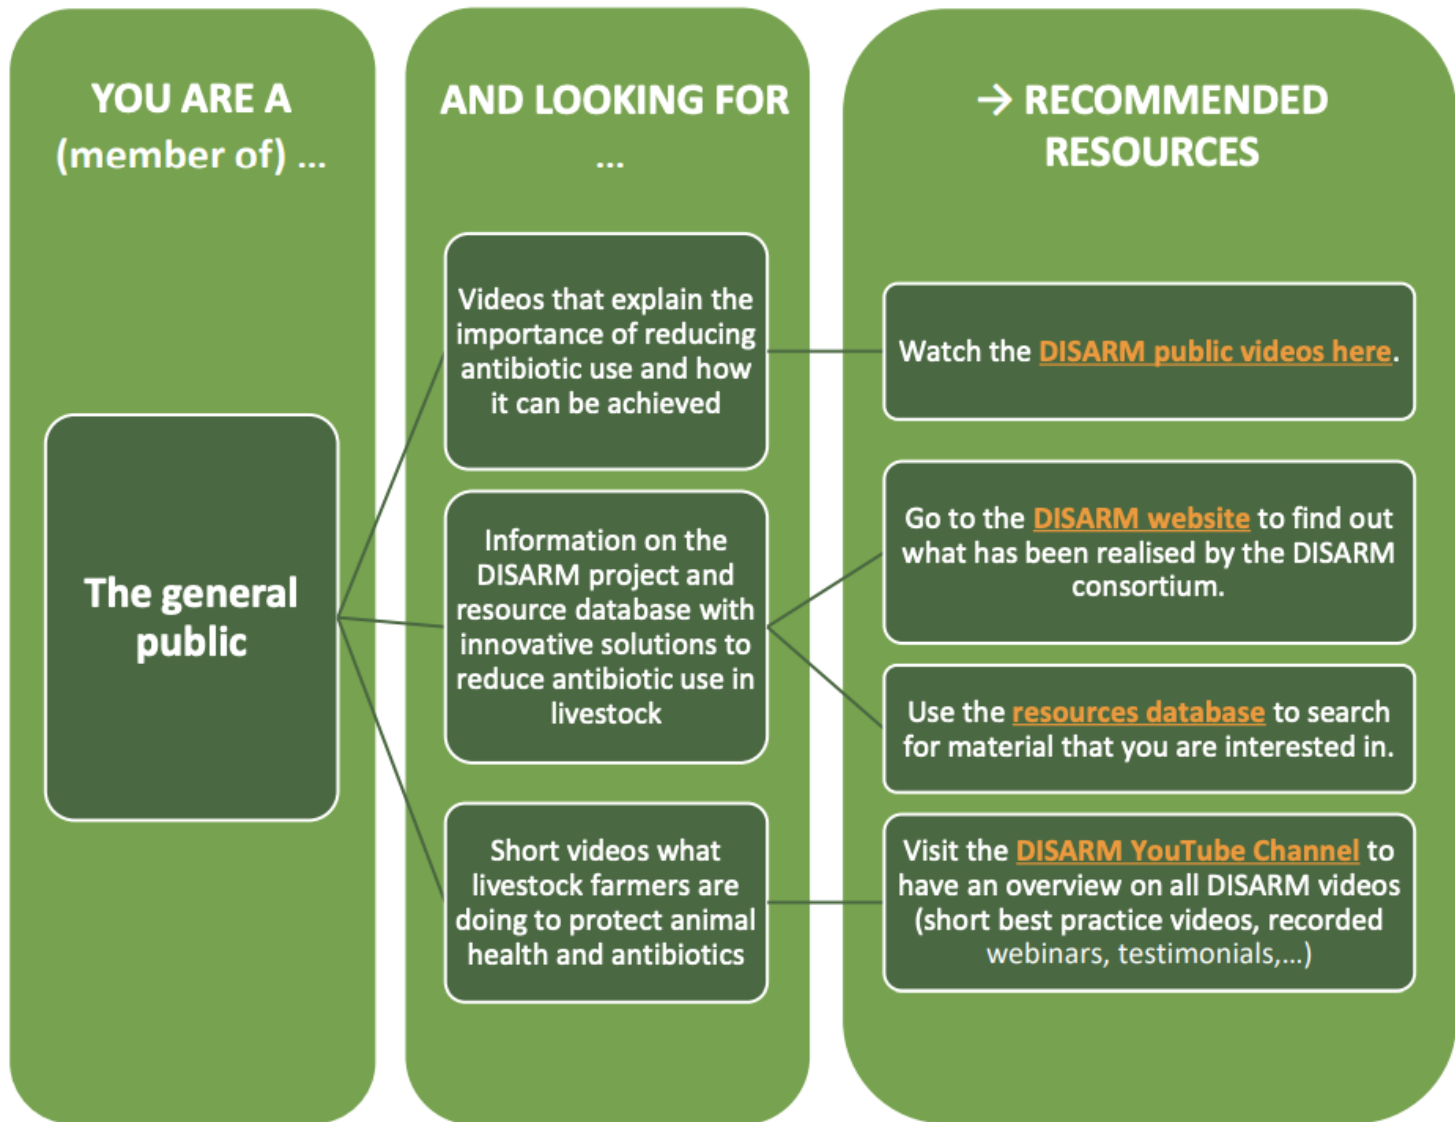 YOU ARE A
(member of) ...
AND LOOKING FOR
...
→ RECOMMENDED
RESOURCES
The general
public
Videos that explain the
importance of reducing
antibiotic use and how
it can be achieved
Information on the
DISARM project and
resource database with
innovative solutions to
reduce antibiotic use in
livestock
Short videos what
livestock farmers are
doing to protect animal
health and antibiotics
Watch the DISARM public videos here.
Go to the DISARM website to find out
what has been realised by the DISARM
consortium.
Use the resources database to search
for material that you are interested in.
Visit the DISARM YouTube Channel to
have an overview on all DISARM videos
(short best practice videos, recorded
webinars, testimonials,...)